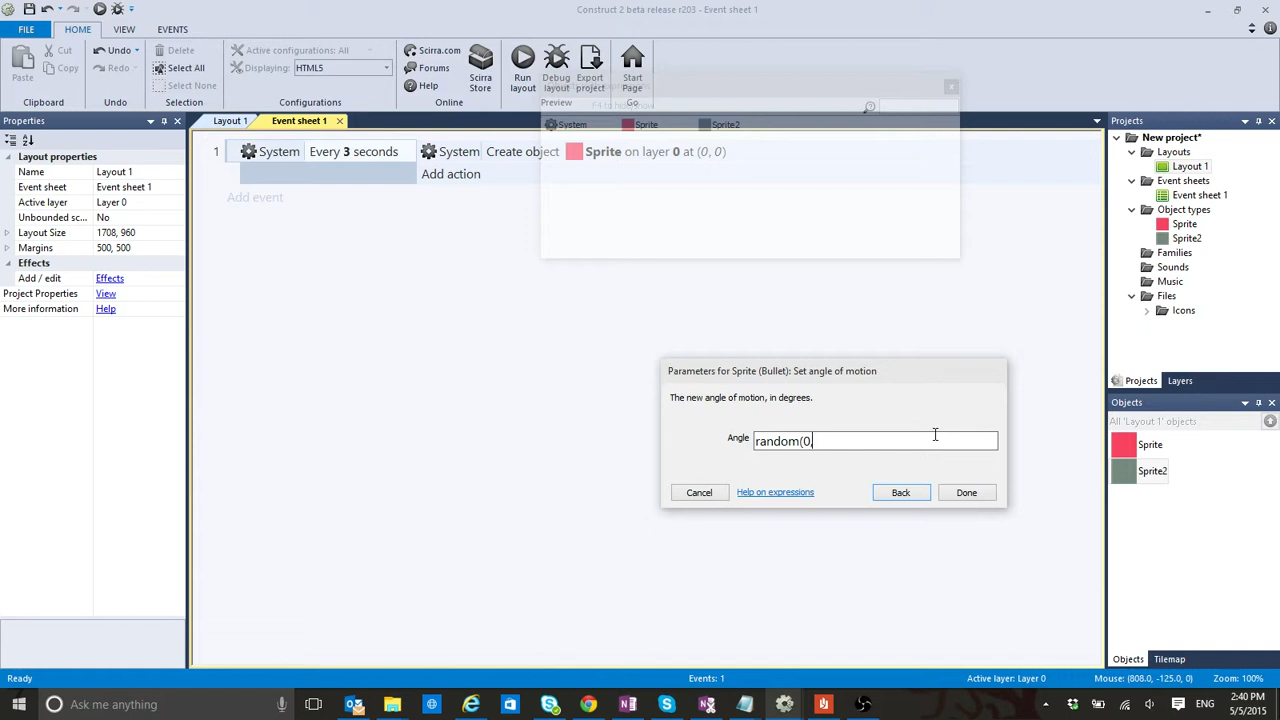 Construct 2 beta release r203 - Event sheet 1
FILE HOME VIEW EVENTS
Paste Cut Copy Clipboard
Undo Redo Undo
Delete Select All Select None Selection
Active configurations: All
Displaying: HTML5
Configurations
Scirra.com Forums Help Scirra Store Online
Run layout Debug layout Export project Preview
Start Page Go
Properties
Layout properties
Name Layout 1
Event sheet Event sheet 1
Active layer Layer 0
Unbounded sc... No
Layout Size 1708, 960
Margins 500, 500
Effects
Add / edit Effects
Project Properties View
More information Help
Layout 1 Event sheet 1
System Sprite Sprite2
1 System Every 3 seconds System Create object Sprite on layer 0 at (0, 0)
Add action
Add event
Parameters for Sprite (Bullet): Set angle of motion
The new angle of motion, in degrees.
Angle random(0,
Cancel Help on expressions Back Done
Projects
New project*
Layouts
Layout 1
Event sheets
Event sheet 1
Object types
Sprite
Sprite2
Families
Sounds
Music
Files
Icons
Projects Layers
Objects
All 'Layout 1' objects
Sprite
Sprite2
Objects Tilemap
Ready Events: 1 Active layer: Layer 0 Mouse: (808.0, -125.0, 0) Zoom: 100%
Ask me anything ENG 2:40 PM
5/5/2015